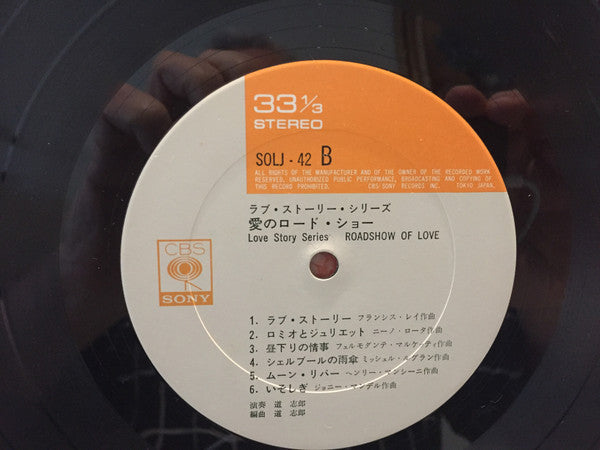 33 1/3
STEREO
SOLJ - 42 B
ALL RIGHTS OF THE MANUFACTURER AND OF THE OWNER OF THE RECORDED WORK
RESERVED, UNAUTHORIZED PUBLIC PERFORMANCE, BROADCASTING AND COPYING OF
THIS RECORD PROHIBITED. CBS·SONY RECORDS INC. TOKYO JAPAN.
ラブ・ストーリー・シリーズ
愛のロード・ショー
Love Story Series ROADSHOW OF LOVE
CBS
SONY
1. ラブ・ストーリー フランシス・レイ作曲
2. ロミオとジュリエット ニーノ・ロータ作曲
3. 昼下りの情事 フェルモダンテ・マルケッティ作曲
4. シェルブールの雨傘 ミッシェル・ルグラン作曲
5. ムーン・リバー ヘンリー・マンシーニ作曲
6. いそしぎ ジョニー・マンデル作曲
演奏 道 志郎
編曲 道 志郎